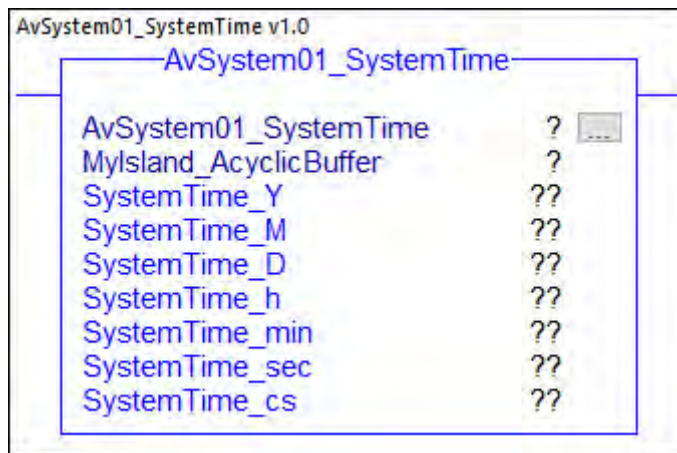 AvSystem01_SystemTime v1.0
AvSystem01_SystemTime
AvSystem01_SystemTime ? ...
MyIsland_AcyclicBuffer ?
SystemTime_Y ??
SystemTime_M ??
SystemTime_D ??
SystemTime_h ??
SystemTime_min ??
SystemTime_sec ??
SystemTime_cs ??